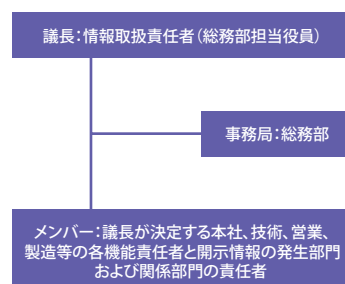 議長：情報取扱責任者（総務部担当役員）
事務局：総務部
メンバー：議長が決定する本社、技術、営業、
製造等の各機能責任者と開示情報の発生部門
および関係部門の責任者